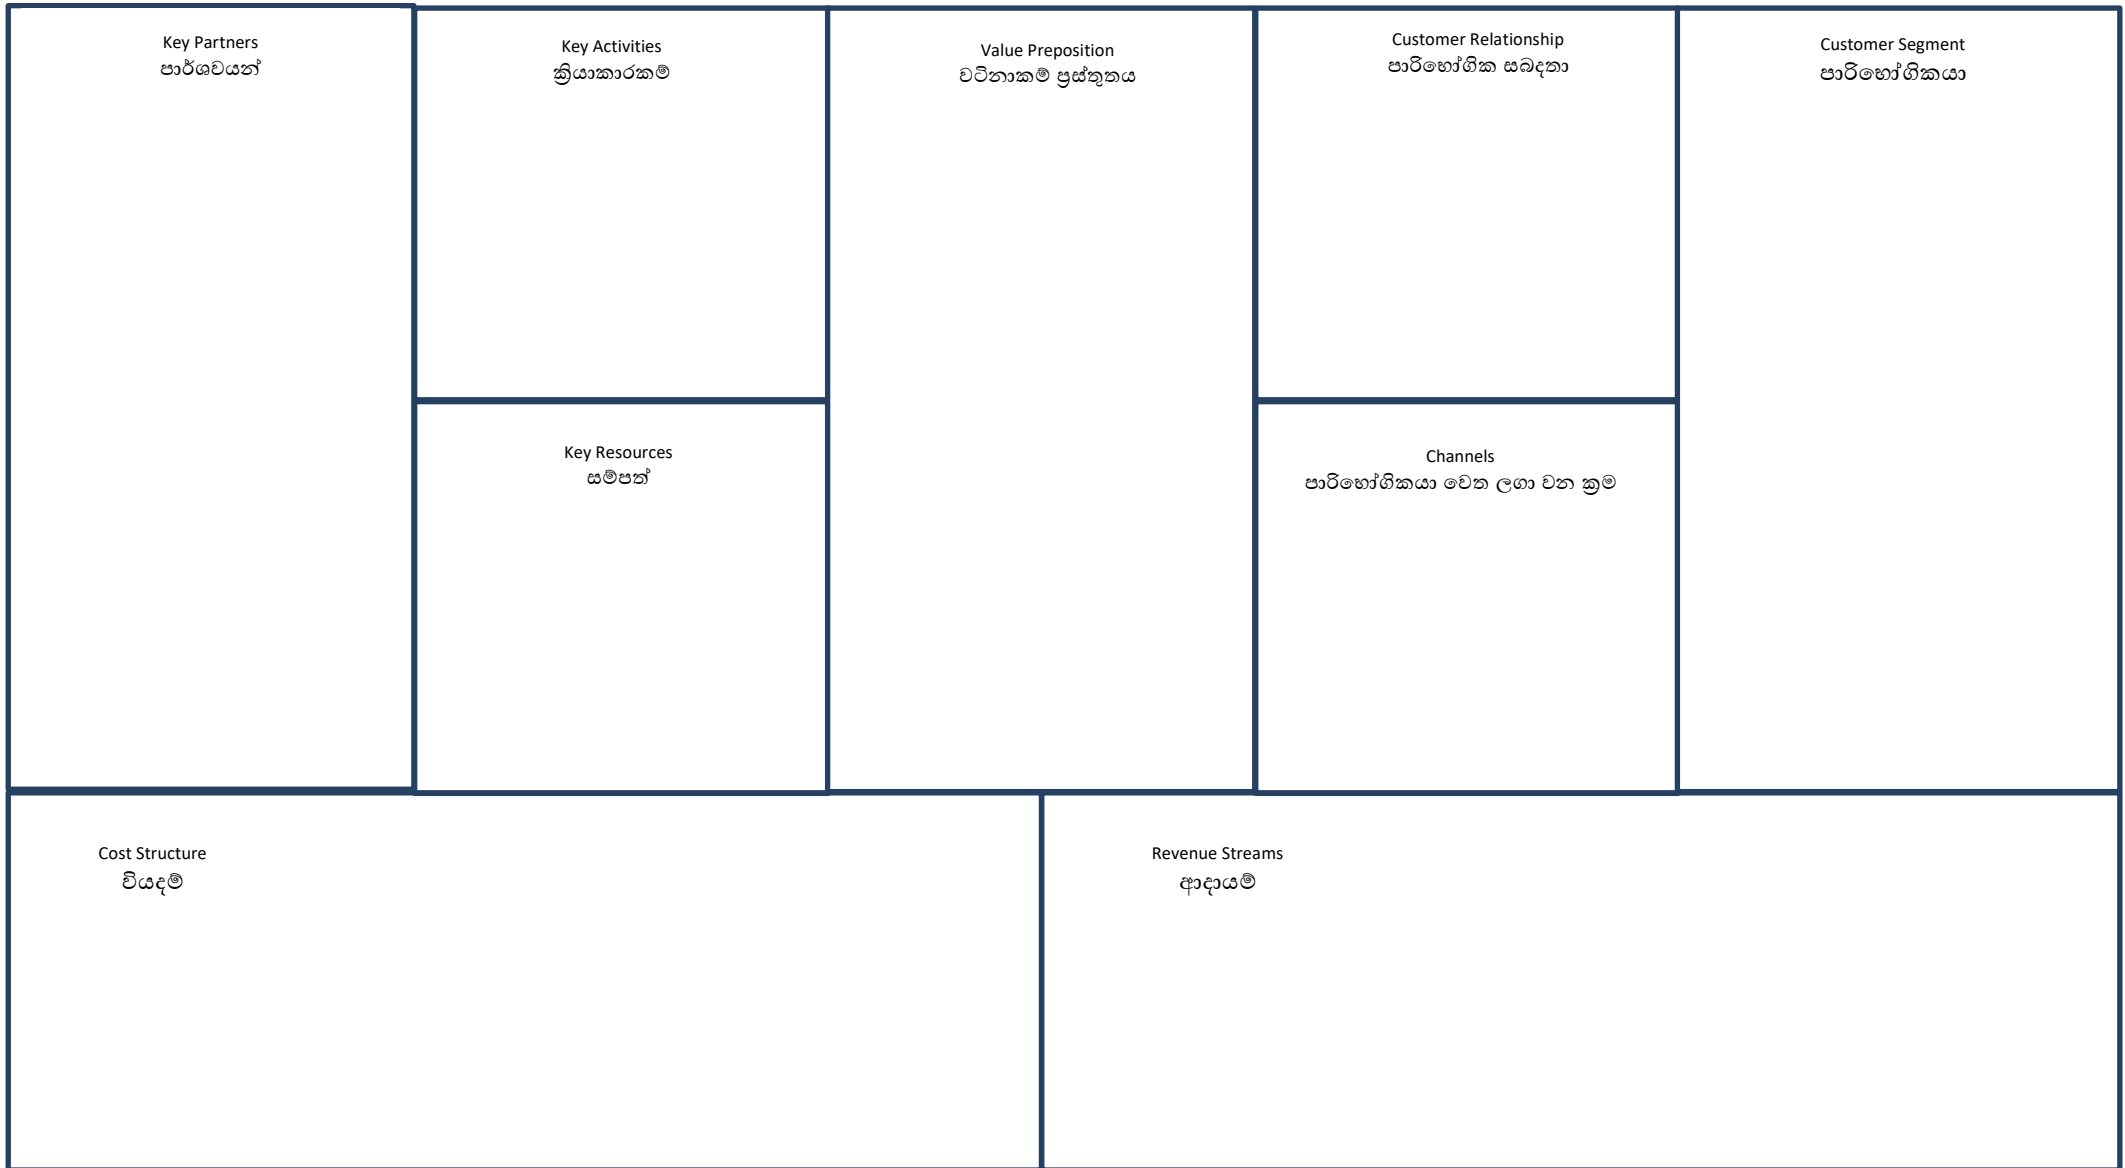 Key Partners
පාර්ශවයන්
Key Activities
ක්‍රියාකාරකම්
Value Preposition
වටිනාකම් ප්‍රස්තුතය
Customer Relationship
පාරිභෝගික සබදතා
Customer Segment
පාරිභෝගිකයා
Key Resources
සම්පත්
Channels
පාරිභෝගිකයා වෙත ලගා වන ක්‍රම
Cost Structure
වියදම්
Revenue Streams
ආදායම්